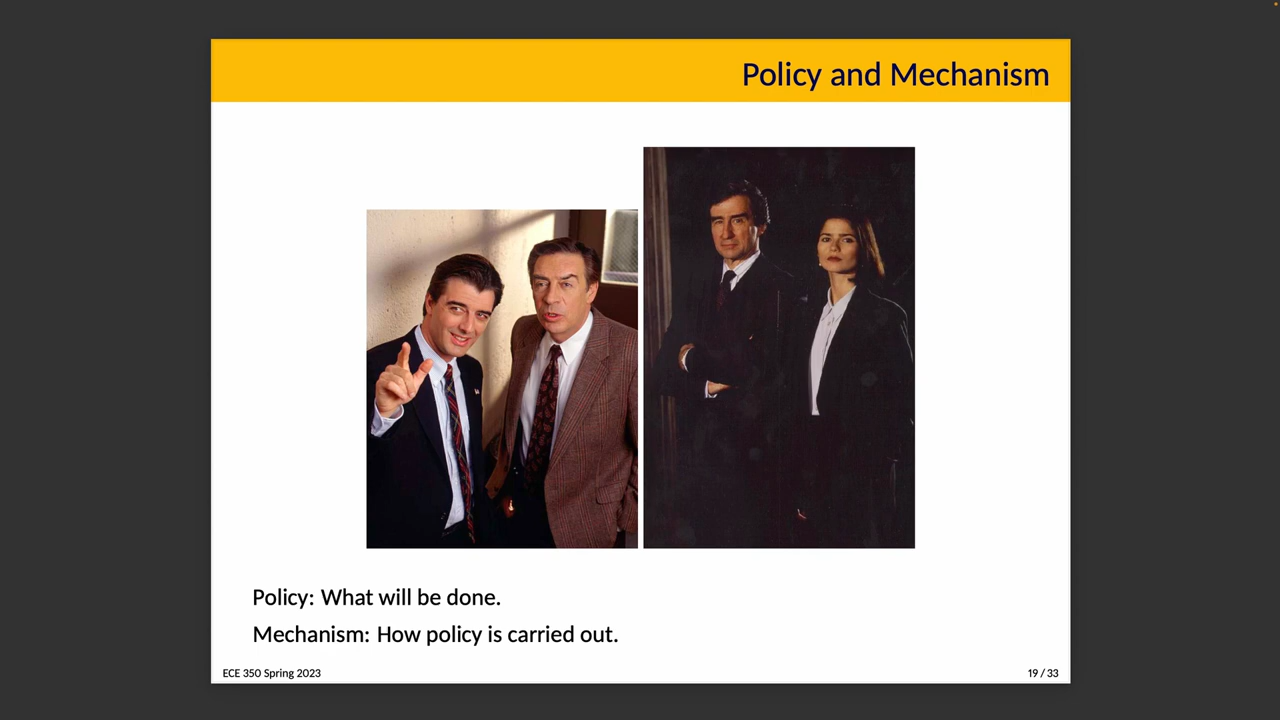 Policy and Mechanism
Policy: What will be done.
Mechanism: How policy is carried out.
ECE 350 Spring 2023
19 / 33